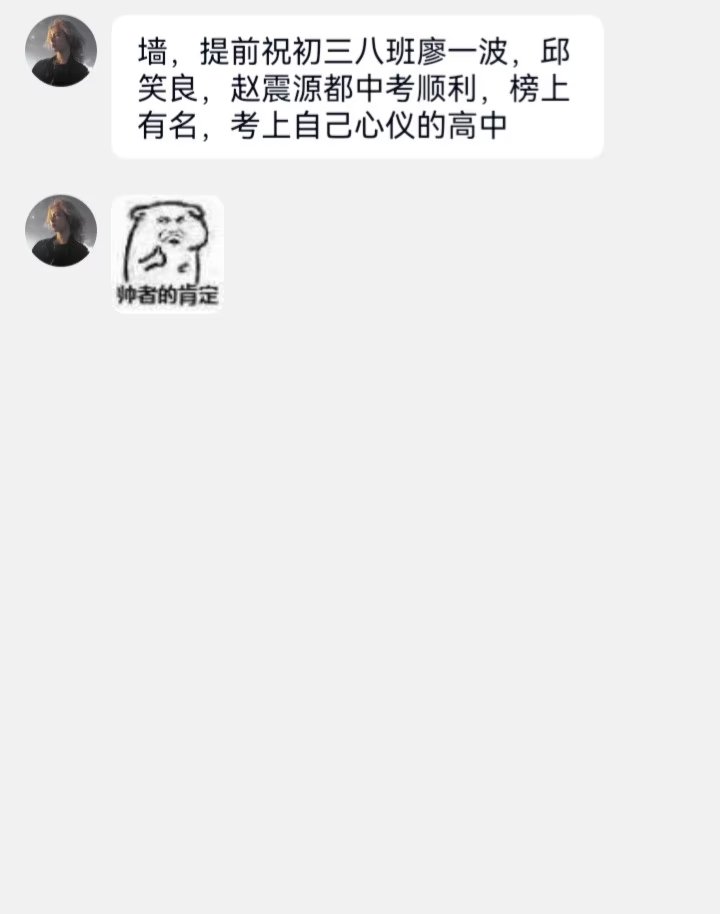 墙，提前祝初三八班廖一波，邱
笑良，赵震源都中考顺利，榜上
有名，考上自己心仪的高中
帅者的肯定